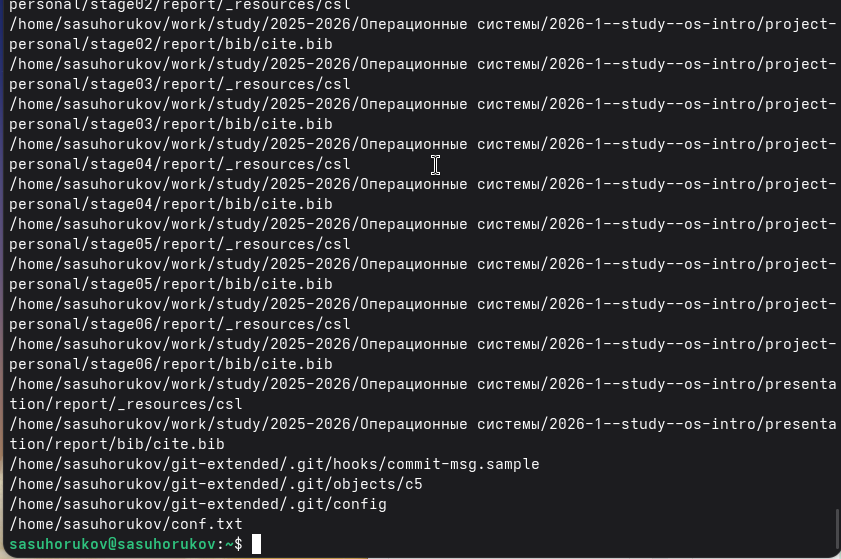 personal/stage02/report/_resources/csl
/home/sasuhorukov/work/study/2025-2026/Операционные системы/2026-1--study--os-intro/project-
personal/stage02/report/bib/cite.bib
/home/sasuhorukov/work/study/2025-2026/Операционные системы/2026-1--study--os-intro/project-
personal/stage03/report/_resources/csl
/home/sasuhorukov/work/study/2025-2026/Операционные системы/2026-1--study--os-intro/project-
personal/stage03/report/bib/cite.bib
/home/sasuhorukov/work/study/2025-2026/Операционные системы/2026-1--study--os-intro/project-
personal/stage04/report/_resources/csl
/home/sasuhorukov/work/study/2025-2026/Операционные системы/2026-1--study--os-intro/project-
personal/stage04/report/bib/cite.bib
/home/sasuhorukov/work/study/2025-2026/Операционные системы/2026-1--study--os-intro/project-
personal/stage05/report/_resources/csl
/home/sasuhorukov/work/study/2025-2026/Операционные системы/2026-1--study--os-intro/project-
personal/stage05/report/bib/cite.bib
/home/sasuhorukov/work/study/2025-2026/Операционные системы/2026-1--study--os-intro/project-
personal/stage06/report/_resources/csl
/home/sasuhorukov/work/study/2025-2026/Операционные системы/2026-1--study--os-intro/project-
personal/stage06/report/bib/cite.bib
/home/sasuhorukov/work/study/2025-2026/Операционные системы/2026-1--study--os-intro/presenta
tion/report/_resources/csl
/home/sasuhorukov/work/study/2025-2026/Операционные системы/2026-1--study--os-intro/presenta
tion/report/bib/cite.bib
/home/sasuhorukov/git-extended/.git/hooks/commit-msg.sample
/home/sasuhorukov/git-extended/.git/objects/c5
/home/sasuhorukov/git-extended/.git/config
/home/sasuhorukov/conf.txt
sasuhorukov@sasuhorukov:~$